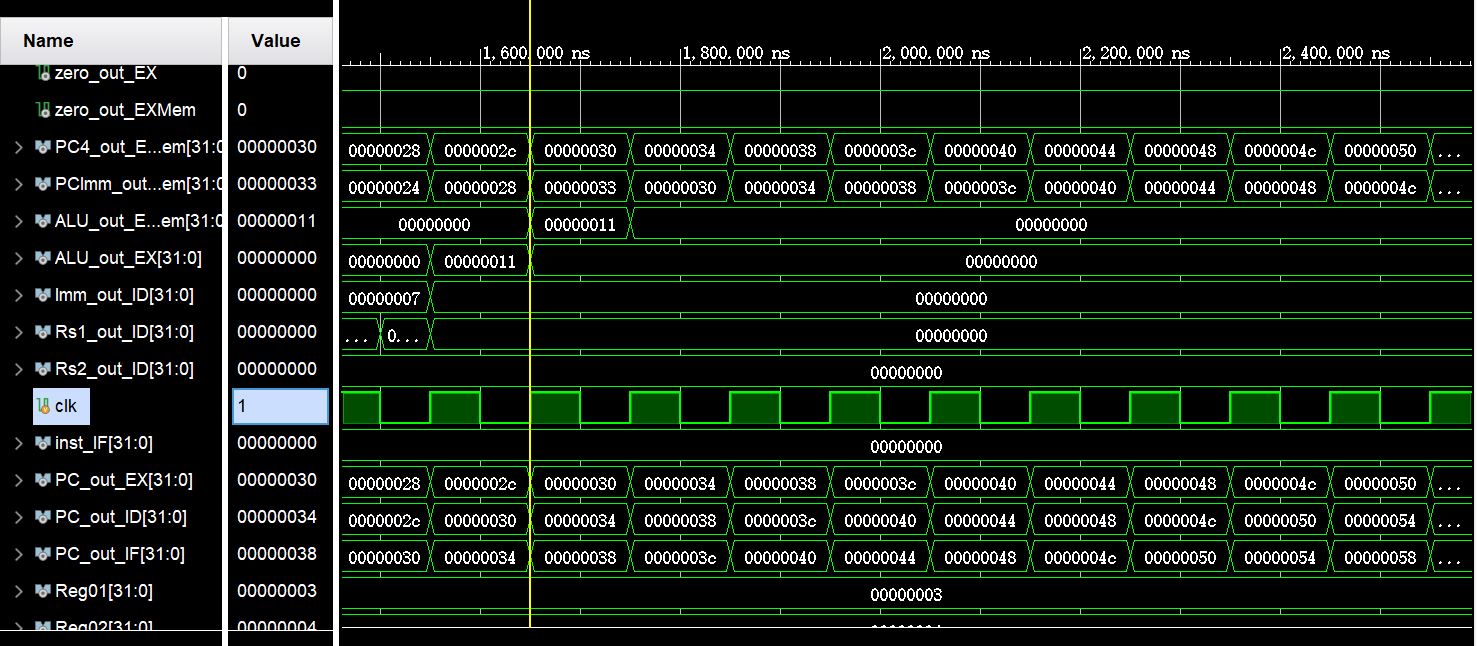 Name Value
1,600.000 ns 1,800.000 ns 2,000.000 ns 2,200.000 ns 2,400.000 ns
zero_out_EX 0
zero_out_EXMem 0
PC4_out_E...em[31:0 00000030 00000028 0000002c 00000030 00000034 00000038 0000003c 00000040 00000044 00000048 0000004c 00000050 ...
PCImm_out...em[31:0 00000033 00000024 00000028 00000033 00000030 00000034 00000038 0000003c 00000040 00000044 00000048 0000004c ...
ALU_out_E...em[31:0 00000011 00000000 00000011 00000000
ALU_out_EX[31:0] 00000000 00000000 00000011 00000000
Imm_out_ID[31:0] 00000000 00000007 00000000
Rs1_out_ID[31:0] 00000000 ... 0... 00000000
Rs2_out_ID[31:0] 00000000 00000000
clk 1
inst_IF[31:0] 00000000 00000000
PC_out_EX[31:0] 00000030 00000028 0000002c 00000030 00000034 00000038 0000003c 00000040 00000044 00000048 0000004c 00000050 ...
PC_out_ID[31:0] 00000034 0000002c 00000030 00000034 00000038 0000003c 00000040 00000044 00000048 0000004c 00000050 00000054 ...
PC_out_IF[31:0] 00000038 00000030 00000034 00000038 0000003c 00000040 00000044 00000048 0000004c 00000050 00000054 00000058 ...
Reg01[31:0] 00000003 00000003
Reg02[31:0] 00000004